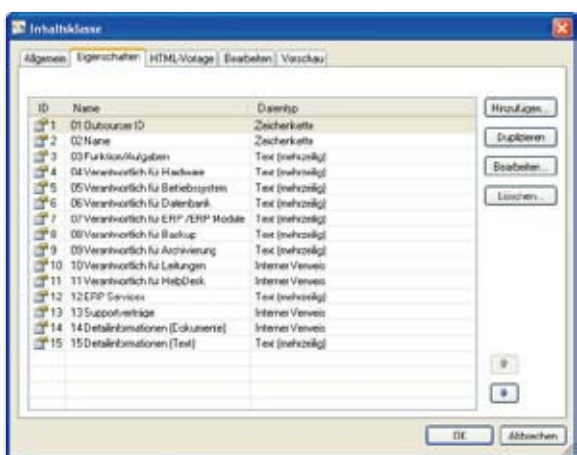 Inhaltsklasse
Allgemein Eigenschaften HTML-Vorlage Bearbeiten Vorschau
ID Name Datentyp
1 01 Outsourcer ID Zeichenkette
2 02 Name Zeichenkette
3 03 Funktion/Aufgaben Text (mehrzeilig)
4 04 Verantwortlich für Hardware Text (mehrzeilig)
5 05 Verantwortlich für Betriebssystem Text (mehrzeilig)
6 06 Verantwortlich für Datenbank Text (mehrzeilig)
7 07 Verantwortlich für ERP /ERP Module Text (mehrzeilig)
8 08 Verantwortlich für Backup Text (mehrzeilig)
9 09 Verantwortlich für Archivierung Text (mehrzeilig)
10 10 Verantwortlich für Leitungen Interner Verweis
11 11 Verantwortlich für HelpDesk Interner Verweis
12 12 ERP Services Text (mehrzeilig)
13 13 Supportverträge Interner Verweis
14 14 Detailinformationen (Dokumente) Interner Verweis
15 15 Detailinformationen (Text) Text (mehrzeilig)
Hinzufügen...
Duplizieren
Bearbeiten...
Löschen...
OK Abbrechen